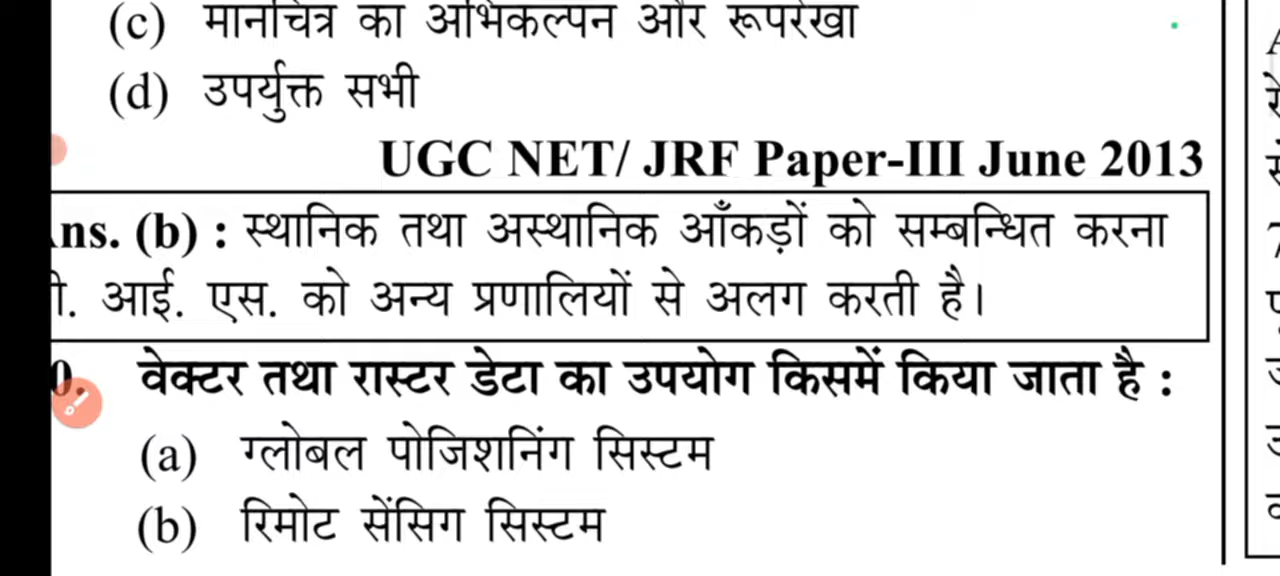 (c) मानचित्र का अभिकल्पन और रूपरेखा
(d) उपर्युक्त सभी
UGC NET/ JRF Paper-III June 2013
ns. (b) : स्थानिक तथा अस्थानिक आँकड़ों को सम्बन्धित करना
. आई. एस. को अन्य प्रणालियों से अलग करती है।
0. वेक्टर तथा रास्टर डेटा का उपयोग किसमें किया जाता है :
(a) ग्लोबल पोजिशनिंग सिस्टम
(b) रिमोट सेंसिग सिस्टम